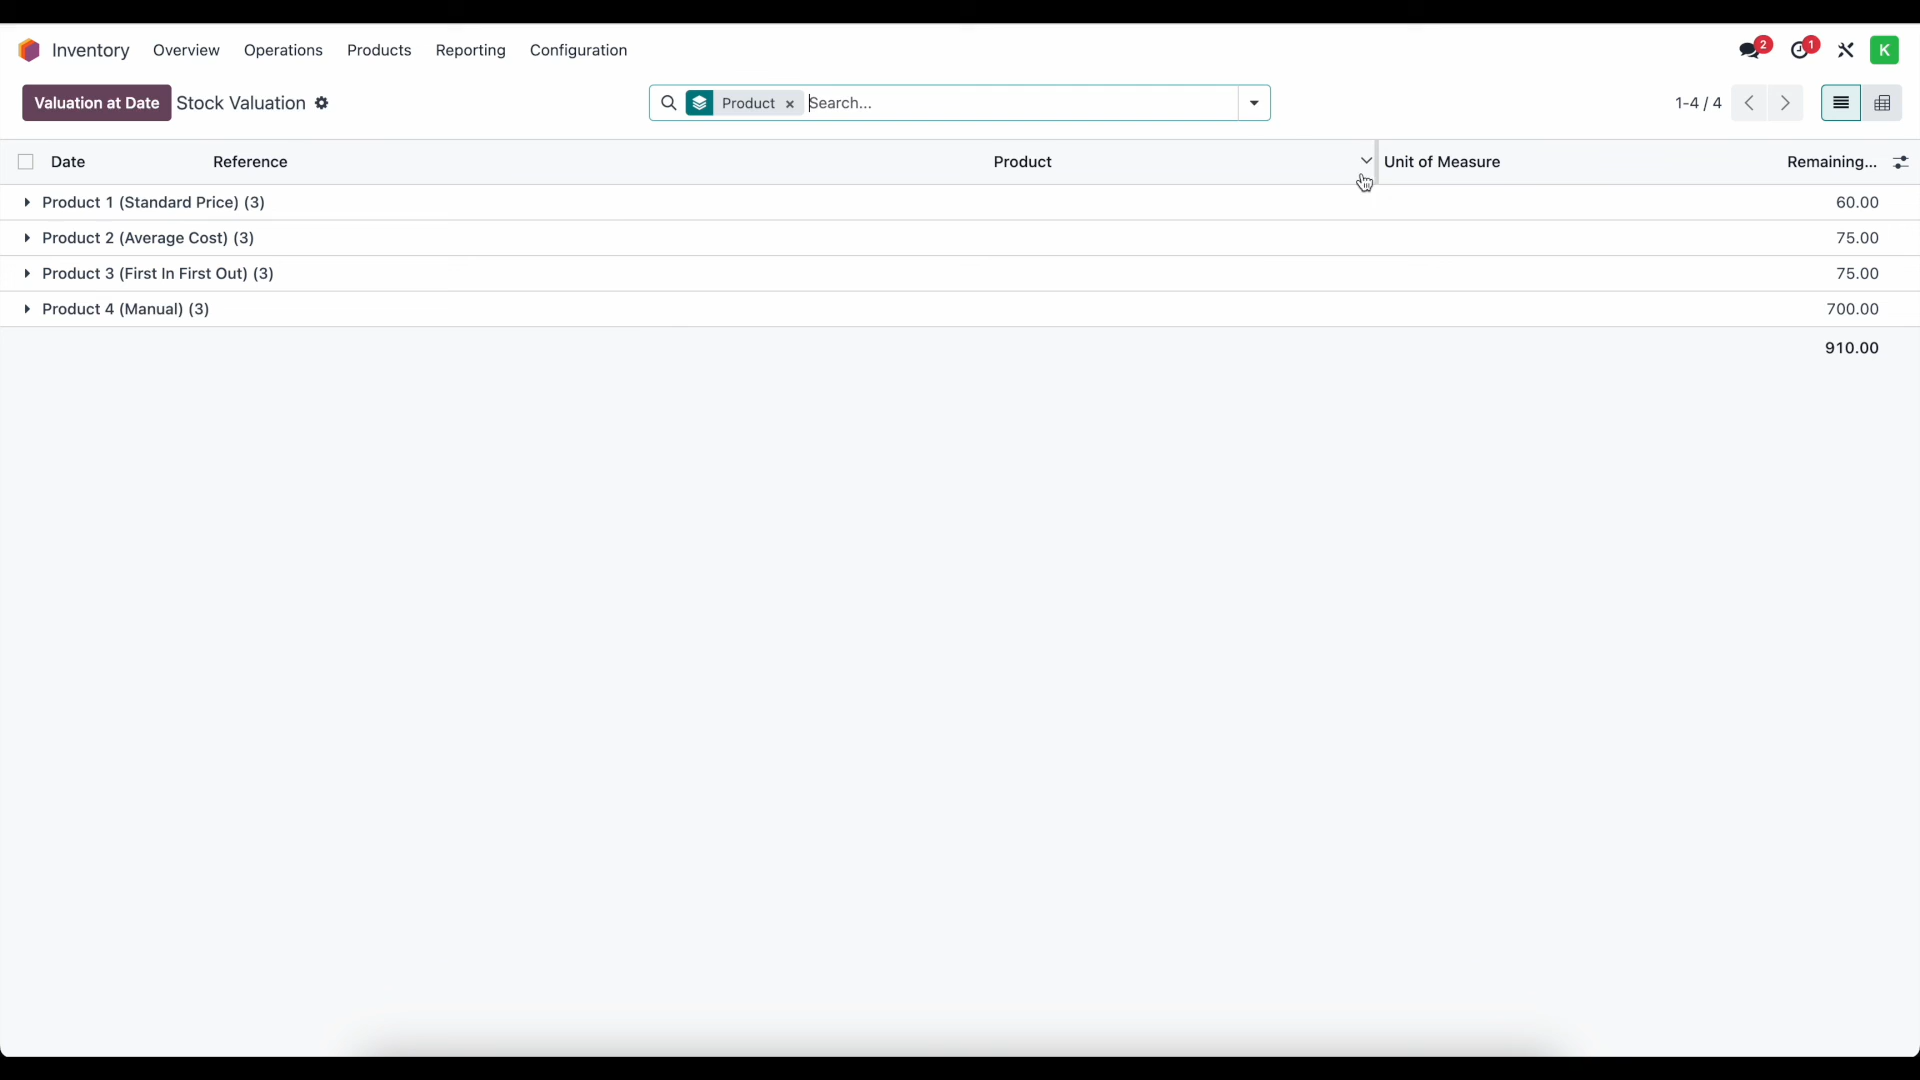 Inventory Overview Operations Products Reporting Configuration 2 1 K
Valuation at Date Stock Valuation Product × Search... 1-4 / 4
Date Reference Product Unit of Measure Remaining...
Product 1 (Standard Price) (3) 60.00
Product 2 (Average Cost) (3) 75.00
Product 3 (First In First Out) (3) 75.00
Product 4 (Manual) (3) 700.00
910.00